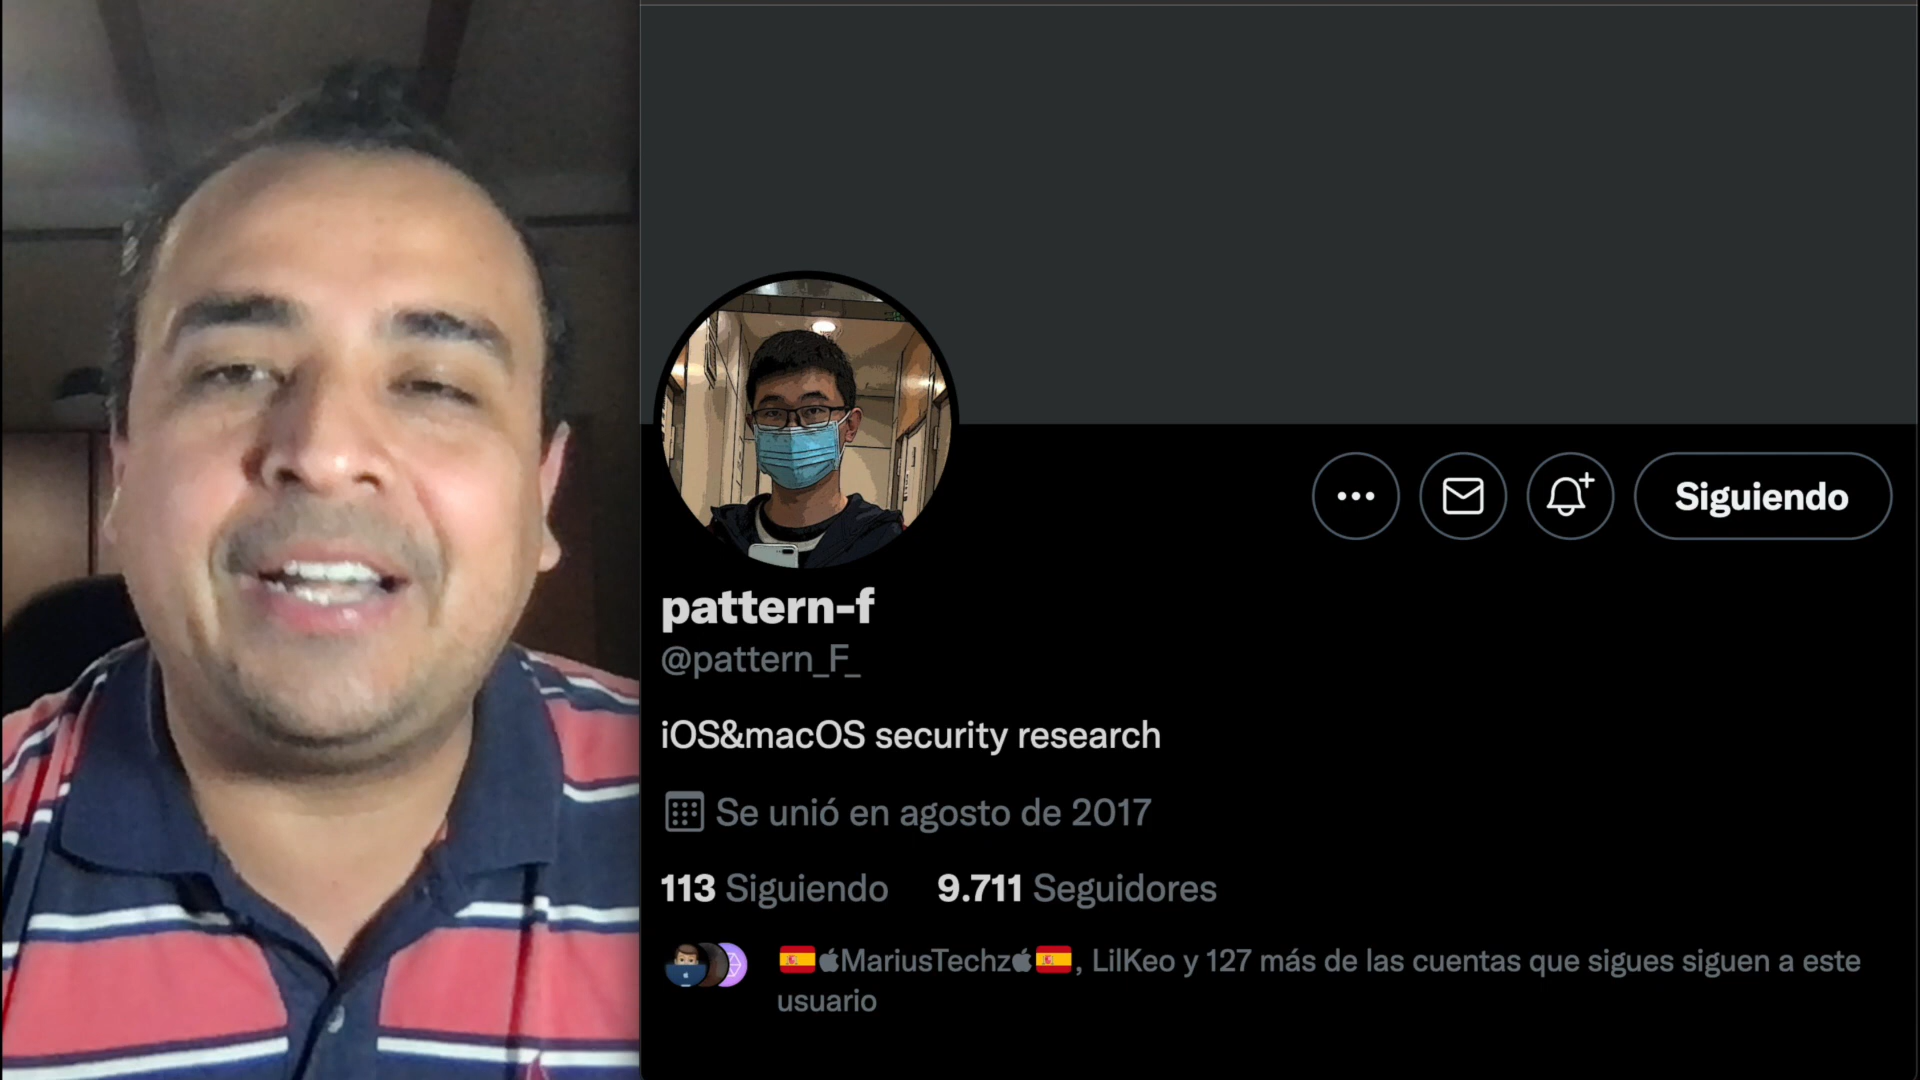 Siguiendo
pattern-f
@pattern_F_
iOS&macOS security research
Se unió en agosto de 2017
113 Siguiendo 9.711 Seguidores
🇪🇸MariusTechz🇪🇸, LilKeo y 127 más de las cuentas que sigues siguen a este
usuario